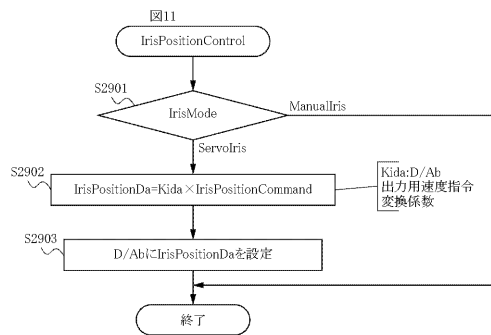 図11
IrisPositionControl
S2901
IrisMode
ManualIris
ServoIris
S2902
IrisPositionDa=Kida×IrisPositionCommand
Kida:D/Ab
出力用速度指令
変換係数
S2903
D/AbにIrisPositionDaを設定
終了